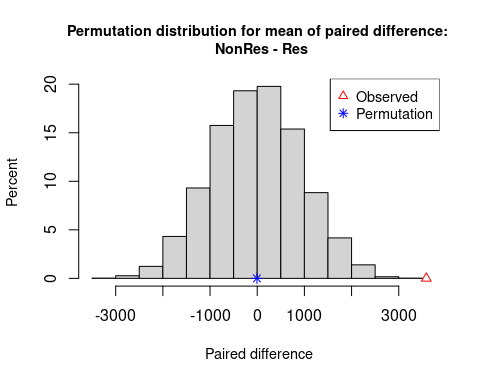 Permutation distribution for mean of paired difference:
NonRes - Res
Observed
Permutation
Percent
20
15
10
5
0
-3000
-1000
0
1000
3000
Paired difference